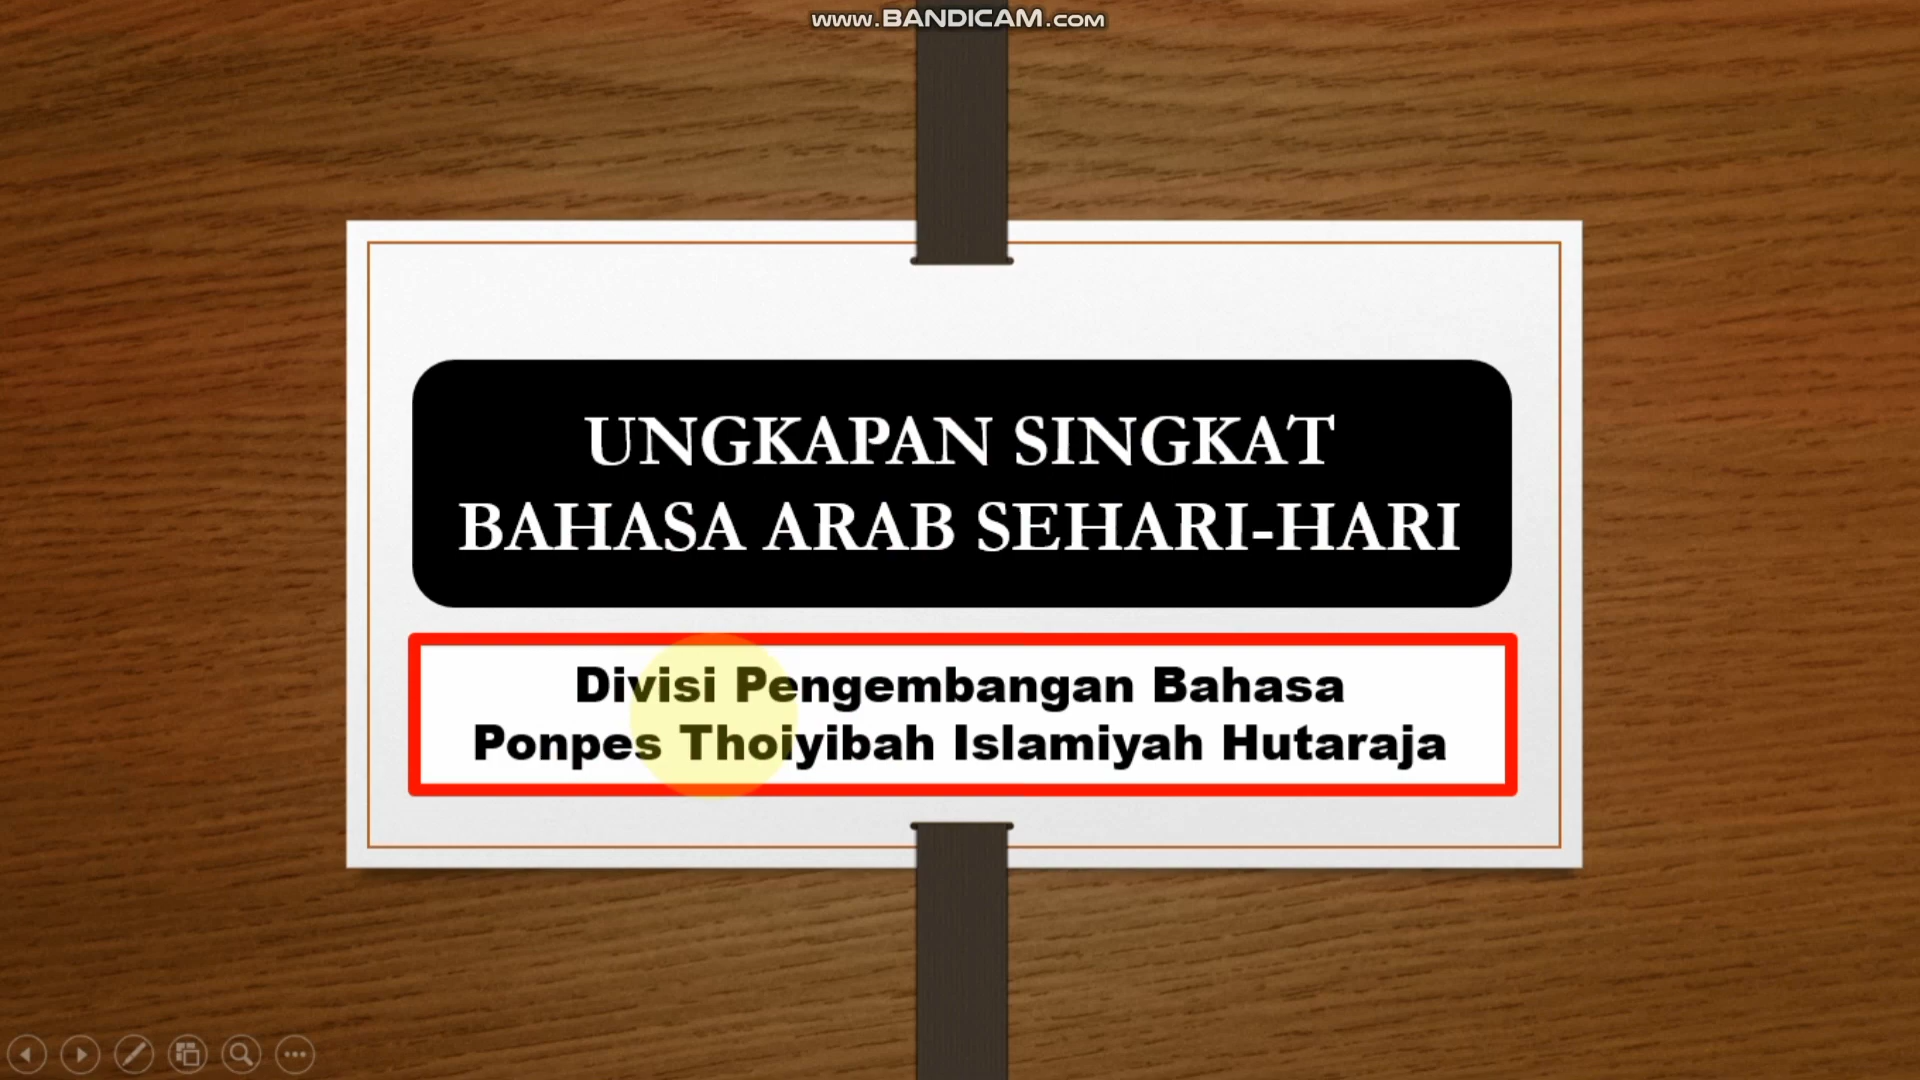 www.BANDICAM.com
UNGKAPAN SINGKAT
BAHASA ARAB SEHARI-HARI
Divisi Pengembangan Bahasa
Ponpes Thoiyibah Islamiyah Hutaraja